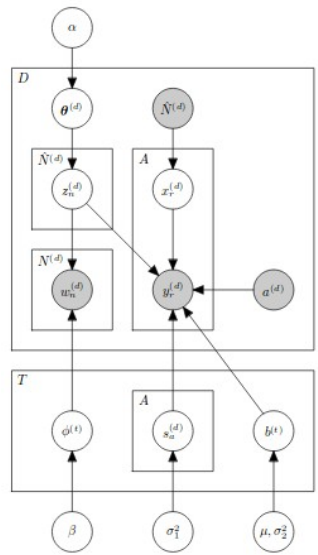 α
D
θ^(d) N̂^(d)
N̂^(d) A
z_n^(d) x_r^(d)
N^(d)
w_n^(d) y_r^(d) a^(d)
T
A
ϕ^(t) s_a^(d) b^(t)
β σ_1^2 μ, σ_2^2